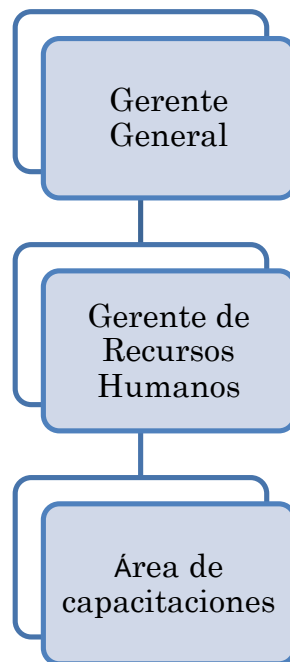 Gerente
General
Gerente de
Recursos
Humanos
Área de
capacitaciones